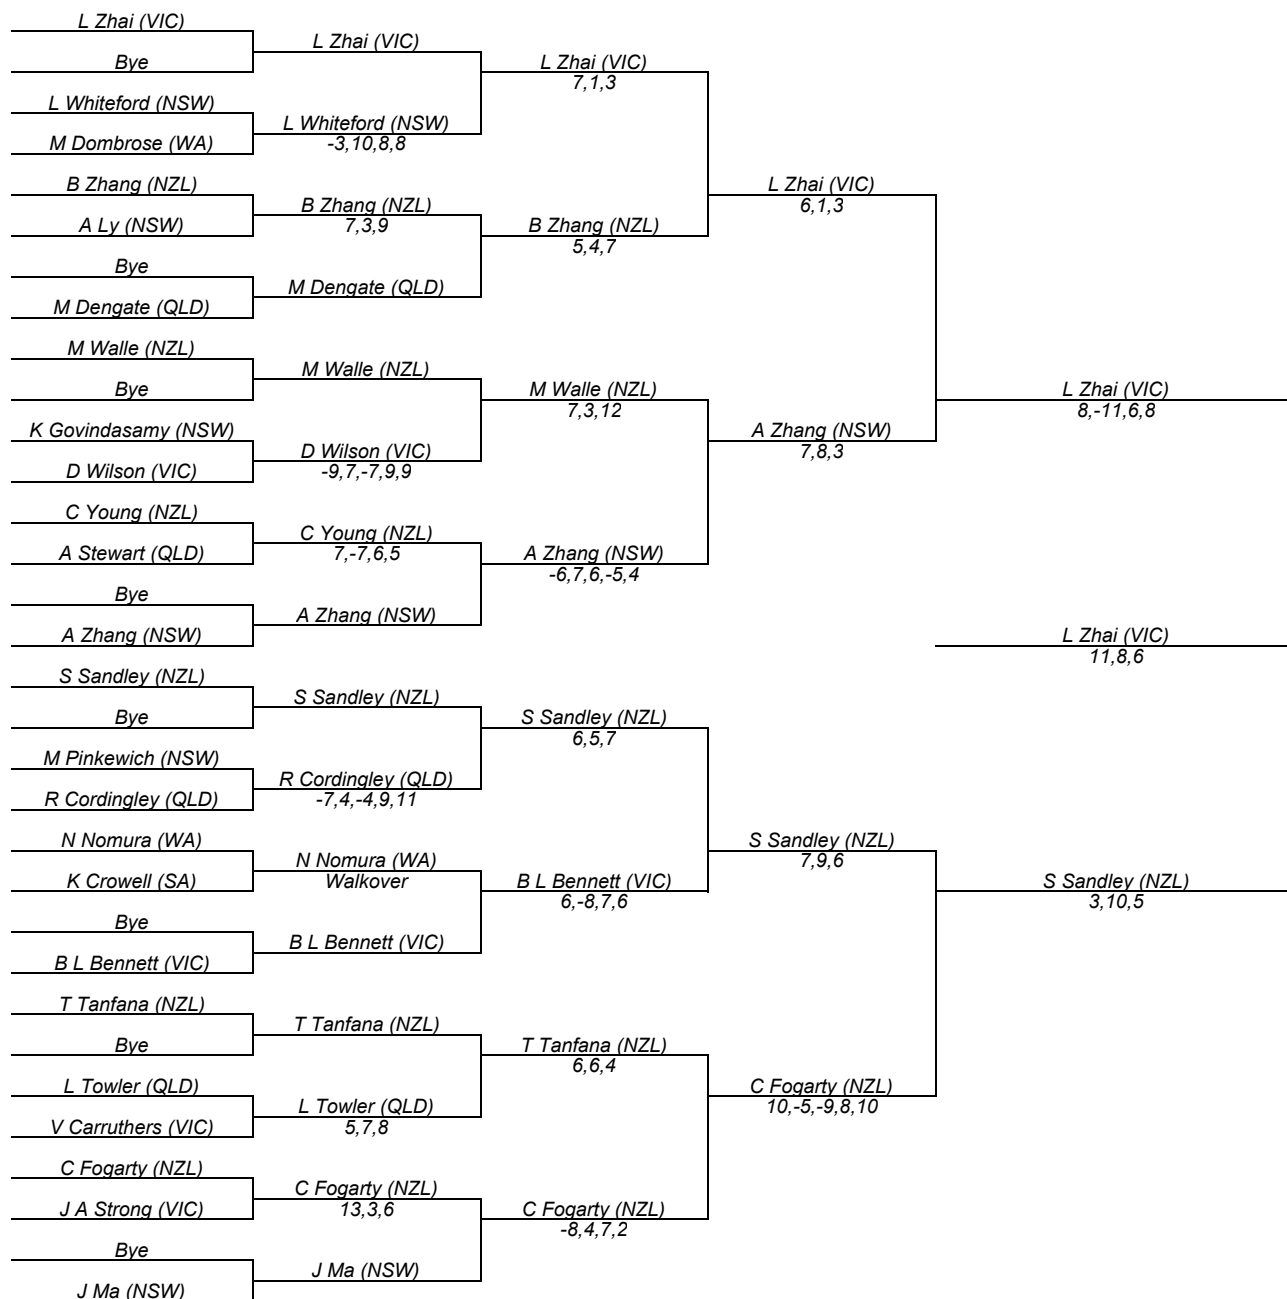 L Zhai (VIC)
Bye
L Whiteford (NSW)
M Dombrose (WA)
B Zhang (NZL)
A Ly (NSW)
Bye
M Dengate (QLD)
M Walle (NZL)
Bye
K Govindasamy (NSW)
D Wilson (VIC)
C Young (NZL)
A Stewart (QLD)
Bye
A Zhang (NSW)
S Sandley (NZL)
Bye
M Pinkewich (NSW)
R Cordingley (QLD)
N Nomura (WA)
K Crowell (SA)
Bye
B L Bennett (VIC)
T Tanfana (NZL)
Bye
L Towler (QLD)
V Carruthers (VIC)
C Fogarty (NZL)
J A Strong (VIC)
Bye
J Ma (NSW)
L Zhai (VIC)
L Whiteford (NSW)
-3,10,8,8
B Zhang (NZL)
7,3,9
M Dengate (QLD)
M Walle (NZL)
D Wilson (VIC)
-9,7,-7,9,9
C Young (NZL)
7,-7,6,5
A Zhang (NSW)
S Sandley (NZL)
R Cordingley (QLD)
-7,4,-4,9,11
N Nomura (WA)
Walkover
B L Bennett (VIC)
T Tanfana (NZL)
L Towler (QLD)
5,7,8
C Fogarty (NZL)
13,3,6
J Ma (NSW)
L Zhai (VIC)
7,1,3
B Zhang (NZL)
5,4,7
M Walle (NZL)
7,3,12
A Zhang (NSW)
-6,7,6,-5,4
S Sandley (NZL)
6,5,7
B L Bennett (VIC)
6,-8,7,6
T Tanfana (NZL)
6,6,4
C Fogarty (NZL)
-8,4,7,2
L Zhai (VIC)
6,1,3
A Zhang (NSW)
7,8,3
S Sandley (NZL)
7,9,6
C Fogarty (NZL)
10,-5,-9,8,10
L Zhai (VIC)
8,-11,6,8
L Zhai (VIC)
11,8,6
S Sandley (NZL)
3,10,5